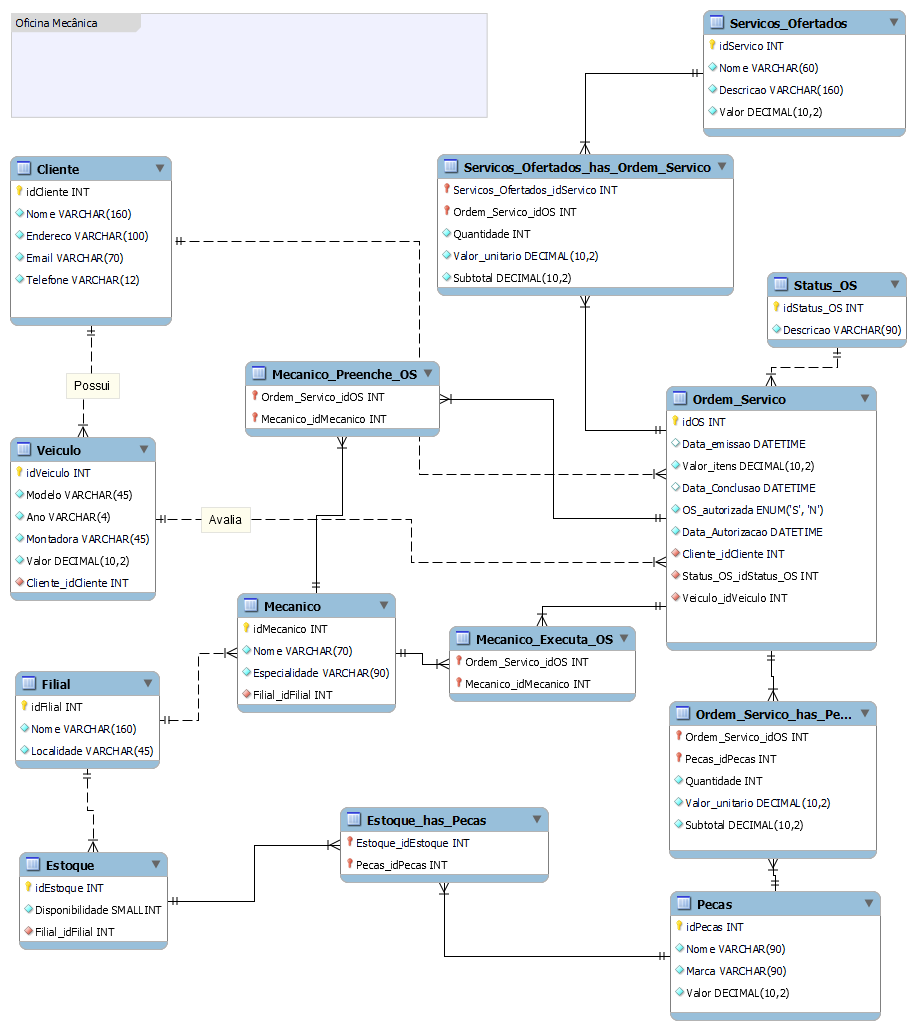 Oficina Mecânica
Servicos_Ofertados
idServico INT
Nome VARCHAR(60)
Descricao VARCHAR(160)
Valor DECIMAL(10,2)
Cliente
idCliente INT
Nome VARCHAR(160)
Endereco VARCHAR(100)
Email VARCHAR(70)
Telefone VARCHAR(12)
Servicos_Ofertados_has_Ordem_Servico
Servicos_Ofertados_idServico INT
Ordem_Servico_idOS INT
Quantidade INT
Valor_unitario DECIMAL(10,2)
Subtotal DECIMAL(10,2)
Status_OS
idStatus_OS INT
Descricao VARCHAR(90)
Possui
Mecanico_Preenche_OS
Ordem_Servico_idOS INT
Mecanico_idMecanico INT
Ordem_Servico
idOS INT
Data_emissao DATETIME
Valor_itens DECIMAL(10,2)
Data_Conclusao DATETIME
OS_autorizada ENUM('S', 'N')
Data_Autorizacao DATETIME
Cliente_idCliente INT
Status_OS_idStatus_OS INT
Veiculo_idVeiculo INT
Veiculo
idVeiculo INT
Modelo VARCHAR(45)
Ano VARCHAR(4)
Montadora VARCHAR(45)
Valor DECIMAL(10,2)
Cliente_idCliente INT
Avalia
Mecanico
idMecanico INT
Nome VARCHAR(70)
Especialidade VARCHAR(90)
Filial_idFilial INT
Mecanico_Executa_OS
Ordem_Servico_idOS INT
Mecanico_idMecanico INT
Filial
idFilial INT
Nome VARCHAR(160)
Localidade VARCHAR(45)
Ordem_Servico_has_Pe...
Ordem_Servico_idOS INT
Pecas_idPecas INT
Quantidade INT
Valor_unitario DECIMAL(10,2)
Subtotal DECIMAL(10,2)
Estoque_has_Pecas
Estoque_idEstoque INT
Pecas_idPecas INT
Estoque
idEstoque INT
Disponibilidade SMALLINT
Filial_idFilial INT
Pecas
idPecas INT
Nome VARCHAR(90)
Marca VARCHAR(90)
Valor DECIMAL(10,2)